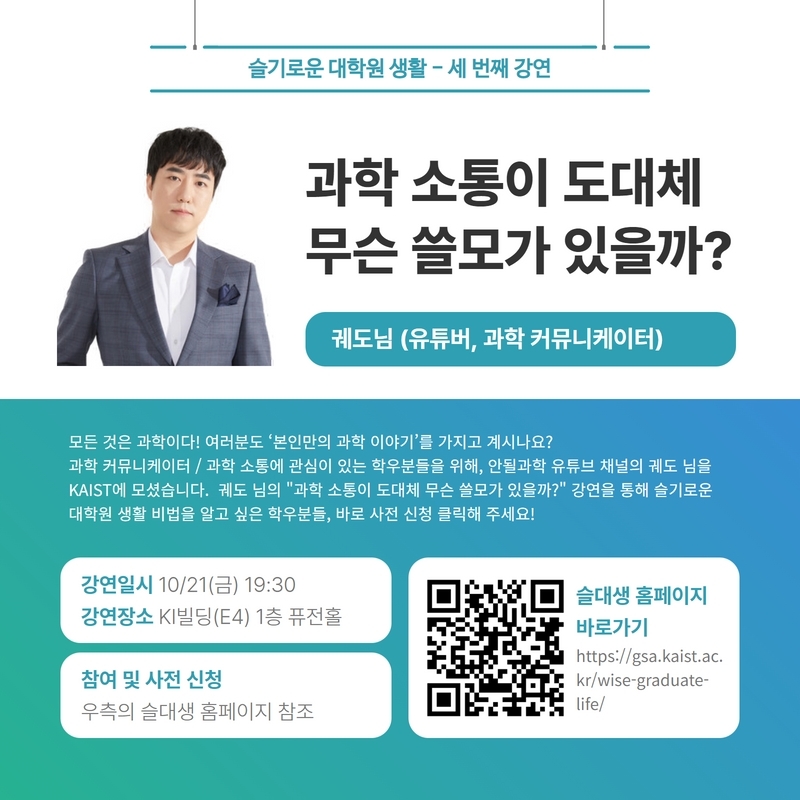 슬기로운 대학원 생활 - 세 번째 강연
과학 소통이 도대체
무슨 쓸모가 있을까?
궤도님 (유튜버, 과학 커뮤니케이터)
모든 것은 과학이다! 여러분도 ‘본인만의 과학 이야기’를 가지고 계시나요?
과학 커뮤니케이터 / 과학 소통에 관심이 있는 학우분들을 위해, 안될과학 유튜브 채널의 궤도 님을
KAIST에 모셨습니다. 궤도 님의 "과학 소통이 도대체 무슨 쓸모가 있을까?" 강연을 통해 슬기로운
대학원 생활 비법을 알고 싶은 학우분들, 바로 사전 신청 클릭해 주세요!
강연일시 10/21(금) 19:30
강연장소 KI빌딩(E4) 1층 퓨전홀
참여 및 사전 신청
우측의 슬대생 홈페이지 참조
슬대생 홈페이지
바로가기
https://gsa.kaist.ac.
kr/wise-graduate-
life/